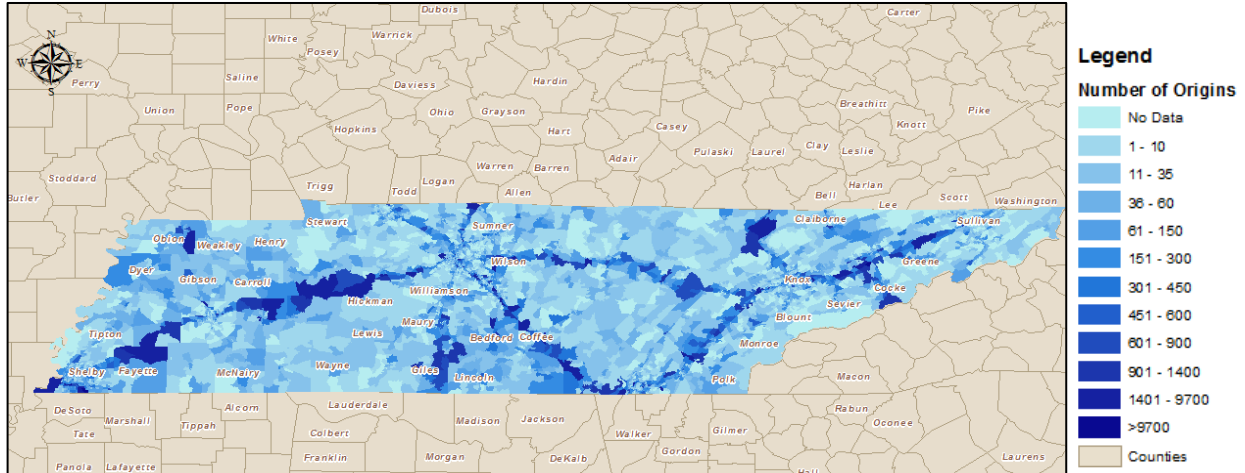 Dubois
Carter
White
Warrick
Posey
N
W E
S
Perry
Saline
Daviess
Hardin
Union
Pope
Ohio
Grayson
Breathitt
Pike
Hopkins
Hart
Casey
Knott
Adair
Pulaski
Laurel
Clay
Leslie
Stoddard
Warren
Barren
Butler
Trigg
Todd
Logan
Allen
Bell
Harlan
Lee
Scott
Washington
Stewart
Sumner
Claiborne
Sullivan
Obion
Weakley
Henry
Dyer
Gibson
Carroll
Wilson
Knox
Greene
Hickman
Williamson
Cocke
Sevier
Tipton
Maury
Blount
Lewis
Bedford
Coffee
Monroe
Shelby
Fayette
McNairy
Wayne
Giles
Lincoln
Polk
Macon
DeSoto
Marshall
Alcorn
Lauderdale
Madison
Jackson
Rabun
Tate
Tippah
Colbert
Walker
Gilmer
Oconee
Panola
Lafayette
Franklin
Morgan
DeKalb
Gordon
Hall
Laurens
Legend
Number of Origins
No Data
1 - 10
11 - 35
36 - 60
61 - 150
151 - 300
301 - 450
451 - 600
601 - 900
901 - 1400
1401 - 9700
>9700
Counties